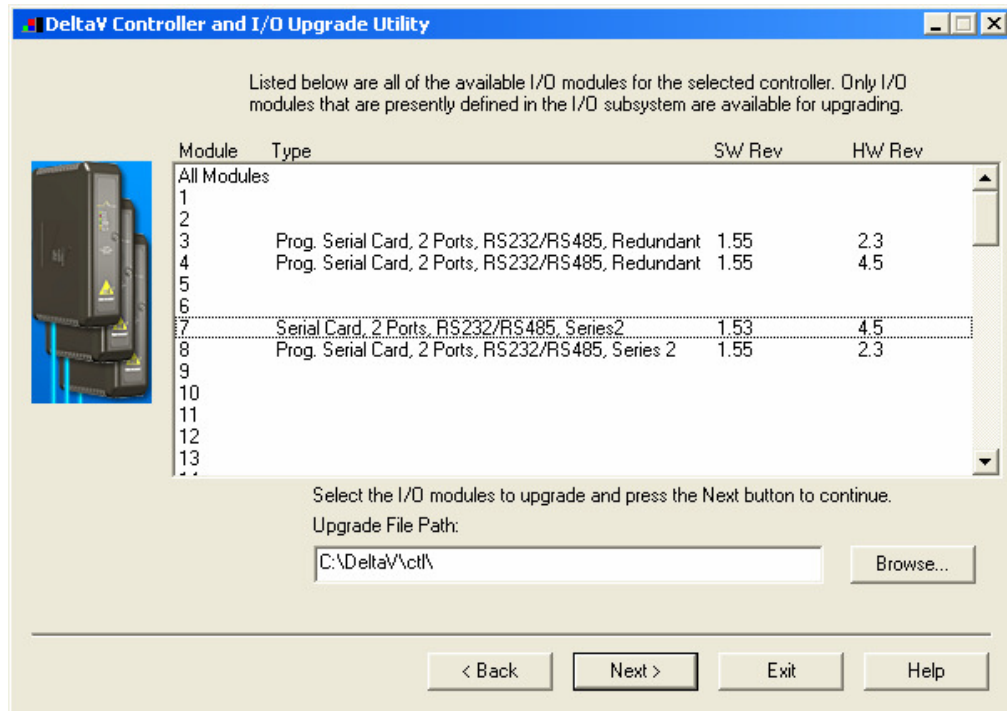 DeltaV Controller and I/O Upgrade Utility
Listed below are all of the available I/O modules for the selected controller. Only I/O
modules that are presently defined in the I/O subsystem are available for upgrading.
Module Type SW Rev HW Rev
All Modules
1
2
3 Prog. Serial Card, 2 Ports, RS232/RS485, Redundant 1.55 2.3
4 Prog. Serial Card, 2 Ports, RS232/RS485, Redundant 1.55 4.5
5
6
7 Serial Card, 2 Ports, RS232/RS485, Series2 1.53 4.5
8 Prog. Serial Card, 2 Ports, RS232/RS485, Series 2 1.55 2.3
9
10
11
12
13
Select the I/O modules to upgrade and press the Next button to continue.
Upgrade File Path:
C:\DeltaV\ctl\
Browse...
< Back
Next >
Exit
Help